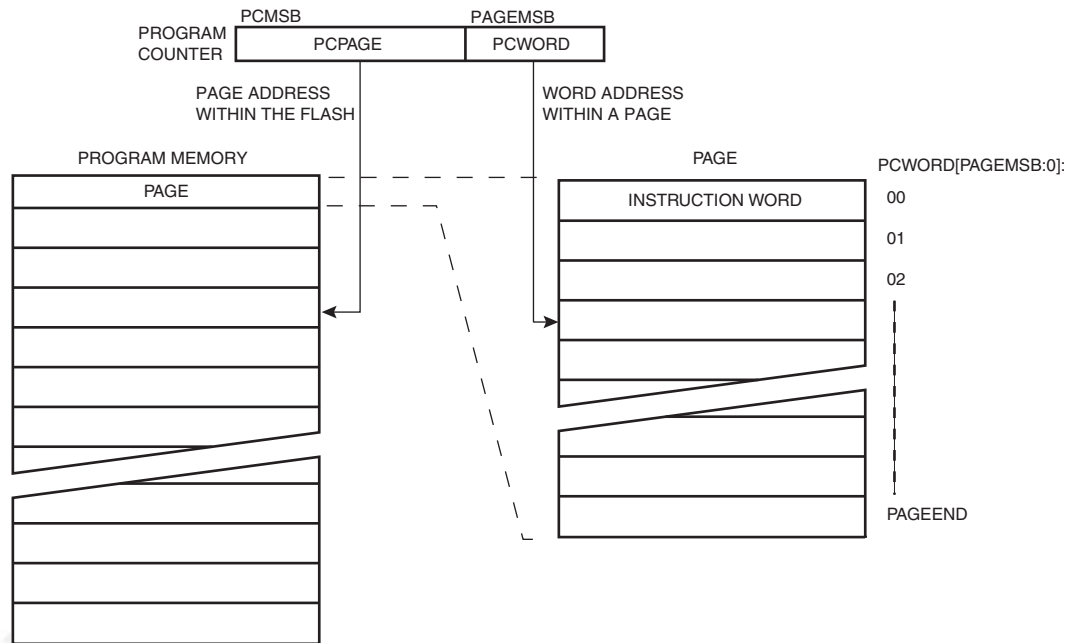 PCMSB PAGEMSB
PROGRAM
COUNTER
PCPAGE PCWORD
PAGE ADDRESS
WITHIN THE FLASH
WORD ADDRESS
WITHIN A PAGE
PROGRAM MEMORY
PAGE
PAGE
INSTRUCTION WORD
PCWORD[PAGEMSB:0]:
00
01
02
PAGEEND